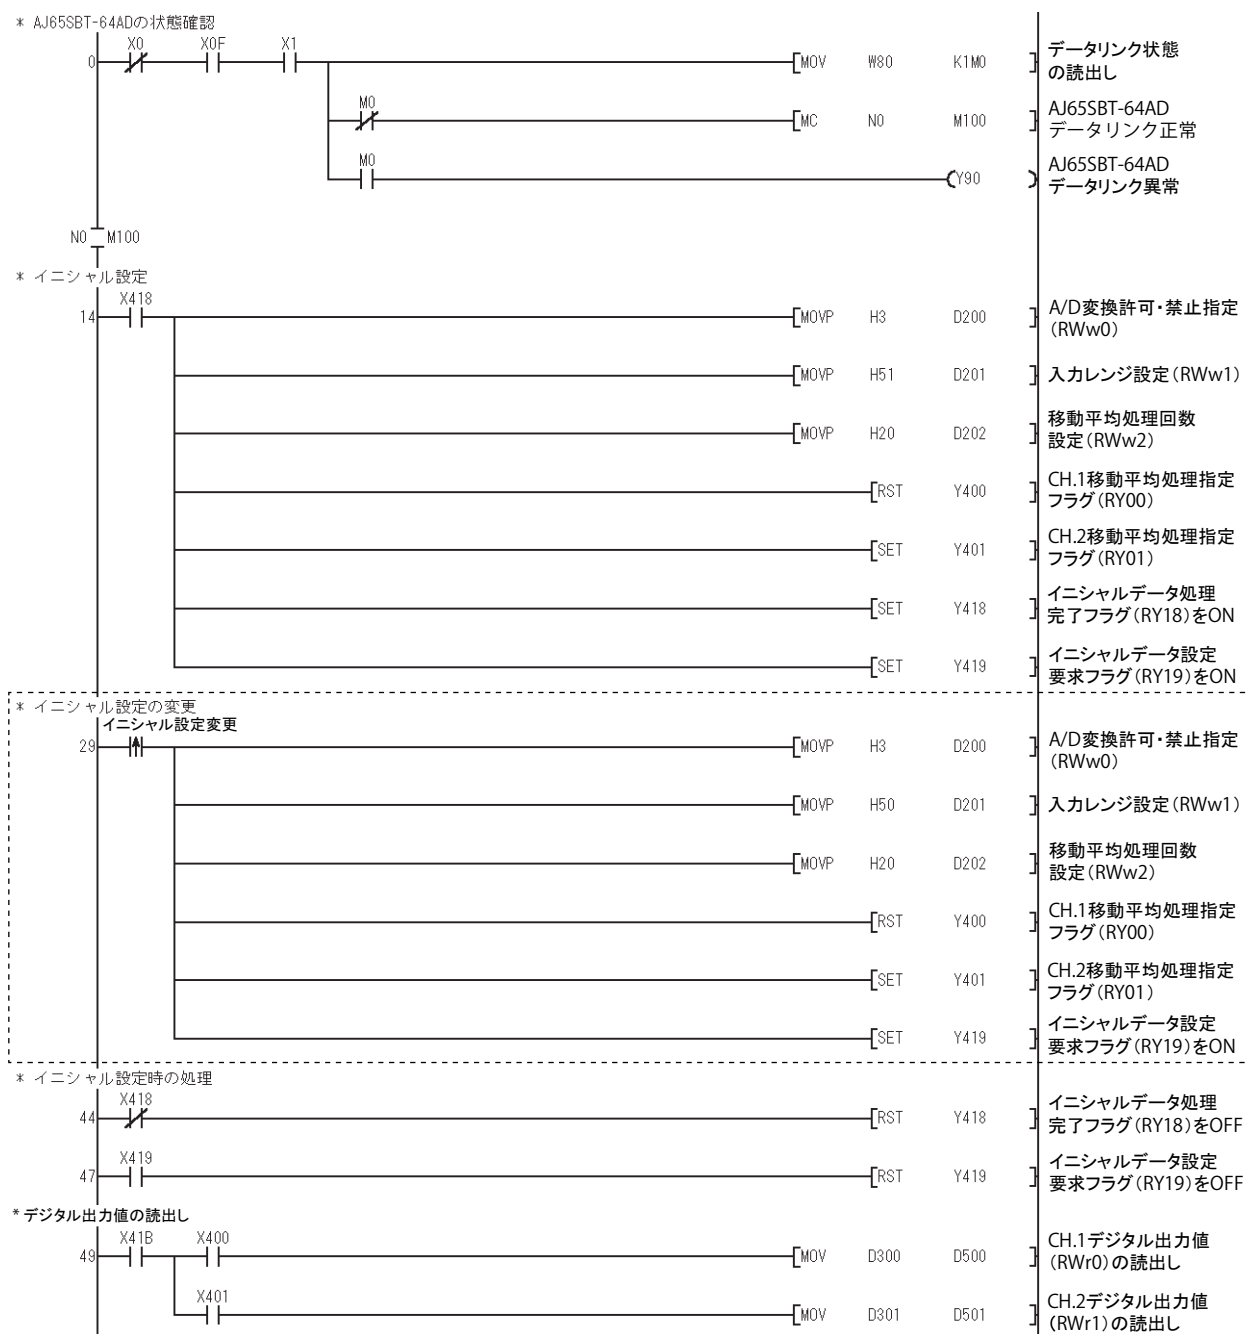 * AJ65SBT-64ADの状態確認
X0 X0F X1
0 MOV W80 K1M0 データリンク状態
の読出し
M0
MC N0 M100 AJ65SBT-64AD
データリンク正常
M0
Y90 AJ65SBT-64AD
データリンク異常
N0 M100
* イニシャル設定
X418
14 MOVP H3 D200 A/D変換許可・禁止指定
(RWw0)
MOVP H51 D201 入力レンジ設定(RWw1)
MOVP H20 D202 移動平均処理回数
設定(RWw2)
RST Y400 CH.1移動平均処理指定
フラグ(RY00)
SET Y401 CH.2移動平均処理指定
フラグ(RY01)
SET Y418 イニシャルデータ処理
完了フラグ(RY18)をON
SET Y419 イニシャルデータ設定
要求フラグ(RY19)をON
* イニシャル設定の変更
イニシャル設定変更
29 MOVP H3 D200 A/D変換許可・禁止指定
(RWw0)
MOVP H50 D201 入力レンジ設定(RWw1)
MOVP H20 D202 移動平均処理回数
設定(RWw2)
RST Y400 CH.1移動平均処理指定
フラグ(RY00)
SET Y401 CH.2移動平均処理指定
フラグ(RY01)
SET Y419 イニシャルデータ設定
要求フラグ(RY19)をON
* イニシャル設定時の処理
X418
44 RST Y418 イニシャルデータ処理
完了フラグ(RY18)をOFF
X419
47 RST Y419 イニシャルデータ設定
要求フラグ(RY19)をOFF
* デジタル出力値の読出し
X41B X400
49 MOV D300 D500 CH.1デジタル出力値
(RWr0)の読出し
X401
MOV D301 D501 CH.2デジタル出力値
(RWr1)の読出し